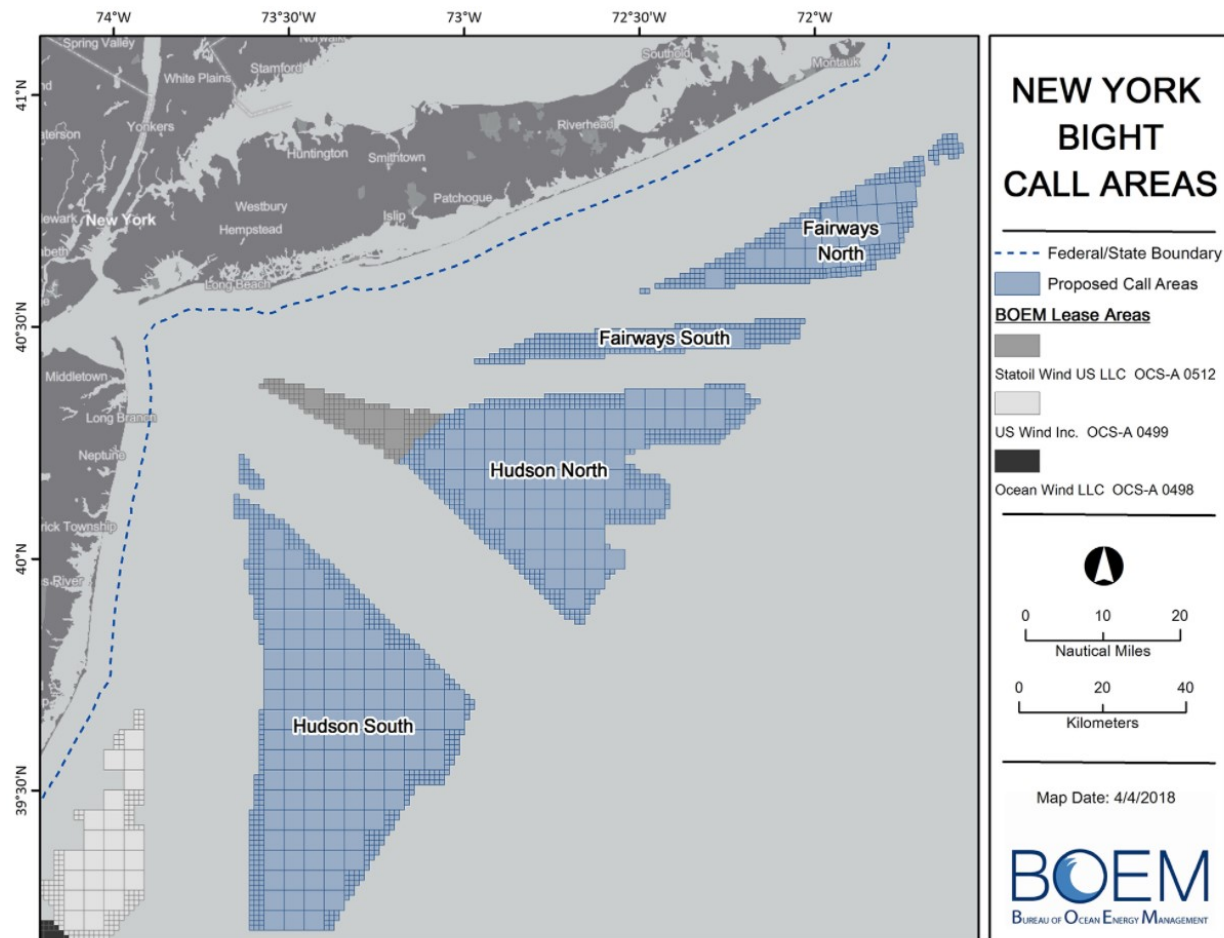 74°W 73°30'W 73°W 72°30'W 72°W
41°N
40°30'N
40°N
39°30'N
Spring Valley
Norwalk
White Plains
Stamford
Southold
Montauk
Yonkers
Riverhead
Huntington
Smithtown
New York
Westbury
Patchogue
Hempstead
Islip
Long Beach
Middletown
Long Branch
Neptune
Fairways
North
Fairways South
Hudson North
Hudson South
NEW YORK
BIGHT
CALL AREAS
Federal/State Boundary
Proposed Call Areas
BOEM Lease Areas
Statoil Wind US LLC OCS-A 0512
US Wind Inc. OCS-A 0499
Ocean Wind LLC OCS-A 0498
0 10 20
Nautical Miles
0 20 40
Kilometers
Map Date: 4/4/2018
BOEM
BUREAU OF OCEAN ENERGY MANAGEMENT